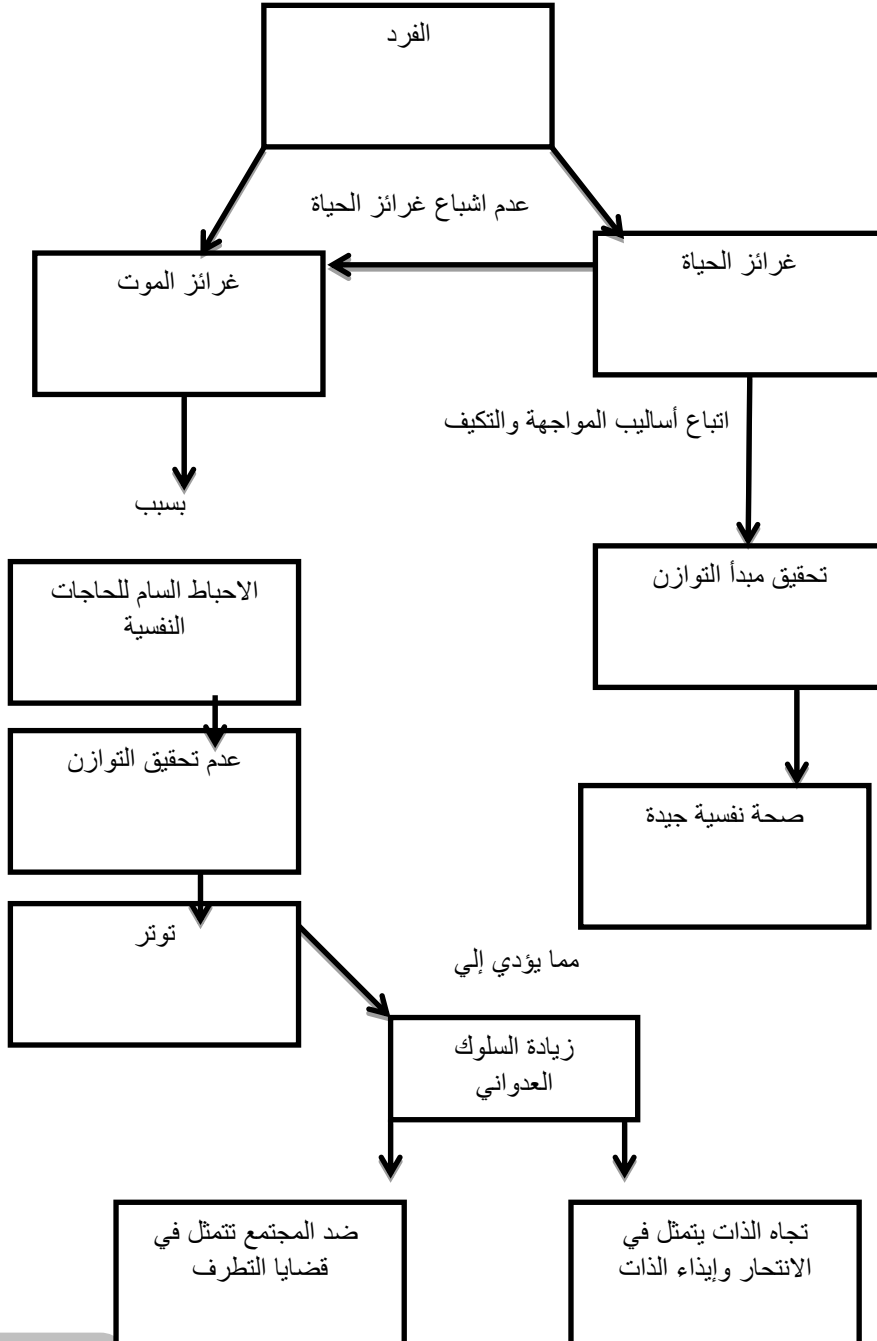 الفرد
عدم اشباع غرائز الحياة
غرائز الحياة
غرائز الموت
اتباع أساليب المواجهة والتكيف
بسبب
تحقيق مبدأ التوازن
الاحباط السام للحاجات
النفسية
عدم تحقيق التوازن
صحة نفسية جيدة
توتر
مما يؤدي إلي
زيادة السلوك
العدواني
تجاه الذات يتمثل في
الانتحار وإيذاء الذات
ضد المجتمع تتمثل في
قضايا التطرف